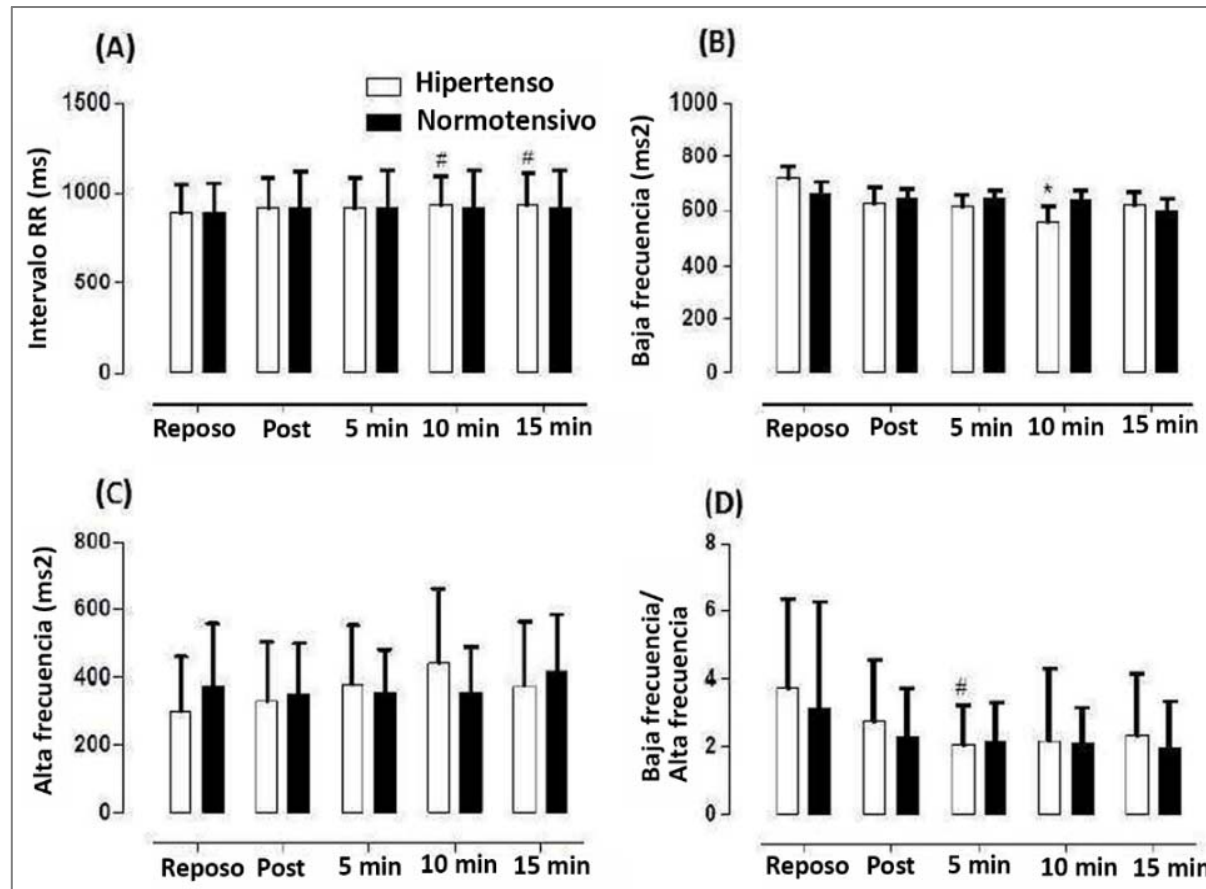 (A)
Hipertenso
Normotensivo
Intervalo RR (ms)
1500
1000
500
0
#
#
Reposo Post 5 min 10 min 15 min
(B)
Baja frecuencia (ms2)
1000
800
600
400
200
0
*
Reposo Post 5 min 10 min 15 min
(C)
Alta frecuencia (ms2)
800
600
400
200
0
Reposo Post 5 min 10 min 15 min
(D)
Baja frecuencia/
Alta frecuencia
8
6
4
2
0
#
Reposo Post 5 min 10 min 15 min